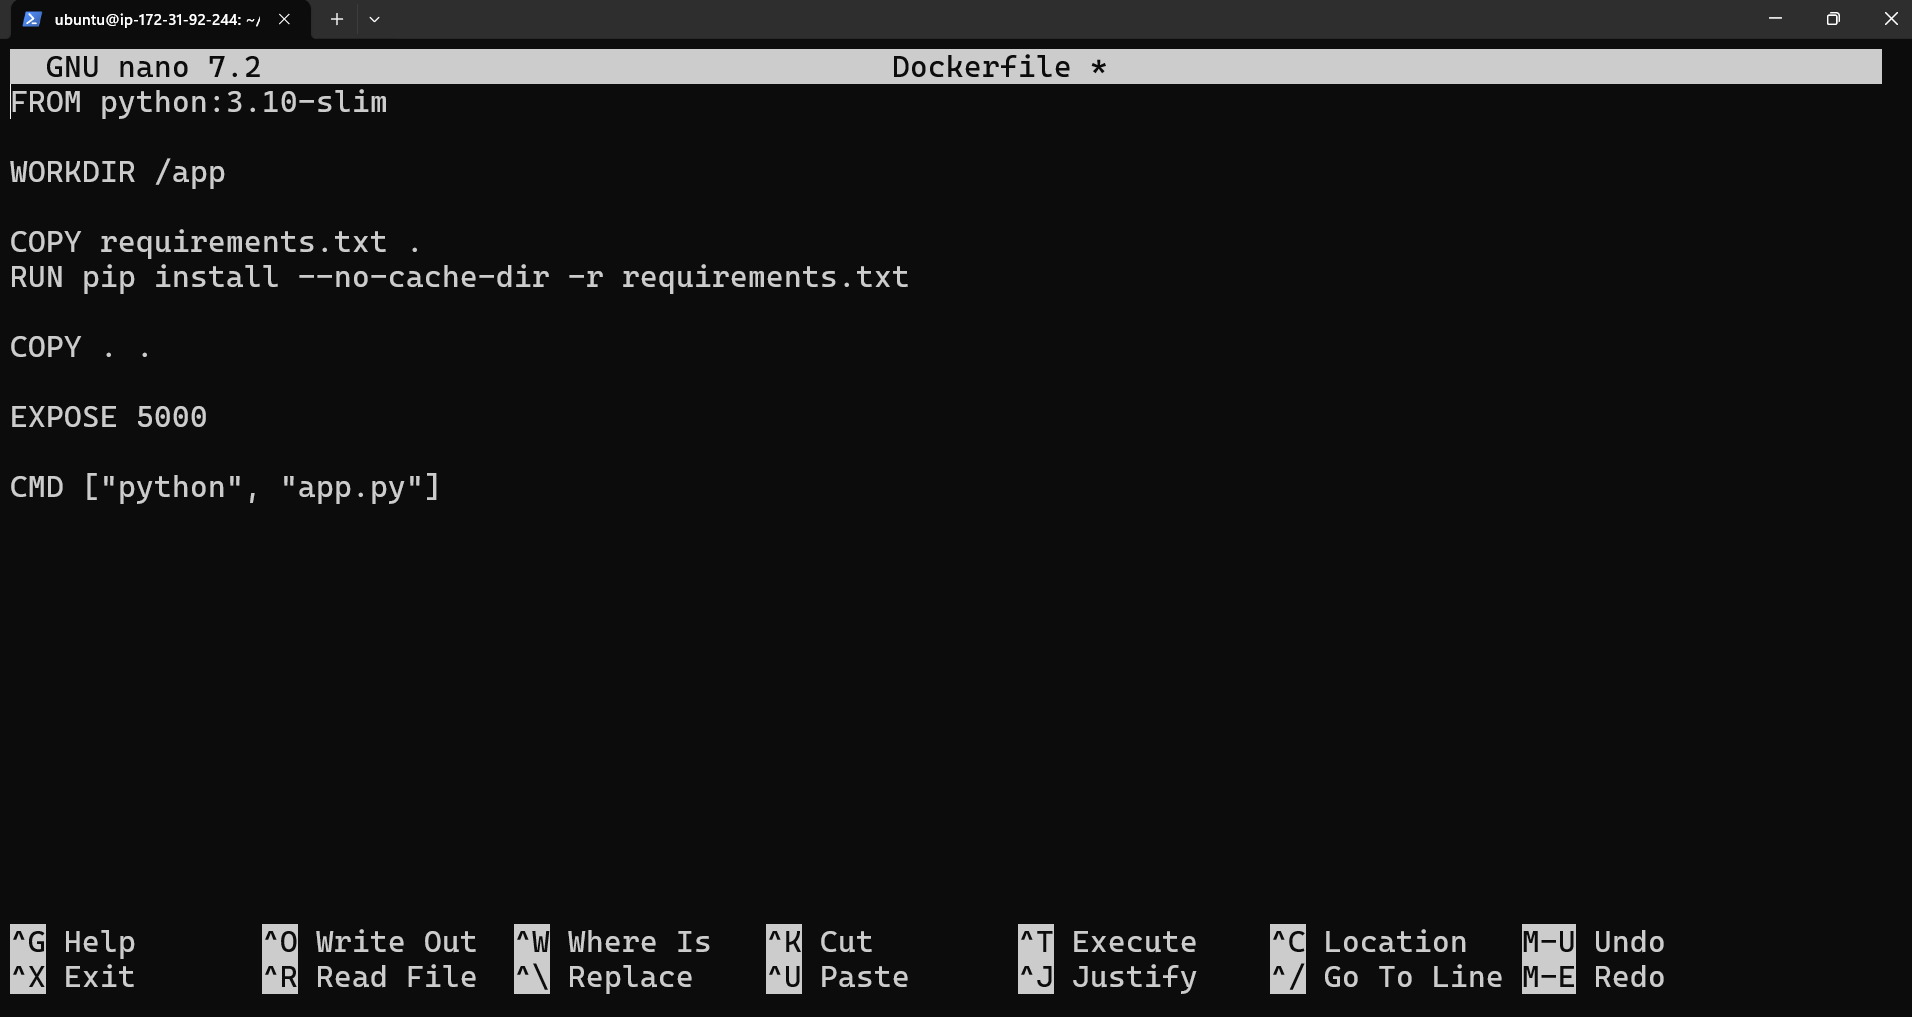 ubuntu@ip-172-31-92-244: ~/
GNU nano 7.2 Dockerfile *
FROM python:3.10-slim
WORKDIR /app
COPY requirements.txt .
RUN pip install --no-cache-dir -r requirements.txt
COPY . .
EXPOSE 5000
CMD ["python", "app.py"]
^G Help ^O Write Out ^W Where Is ^K Cut ^T Execute ^C Location M-U Undo
^X Exit ^R Read File ^\ Replace ^U Paste ^J Justify ^/ Go To Line M-E Redo